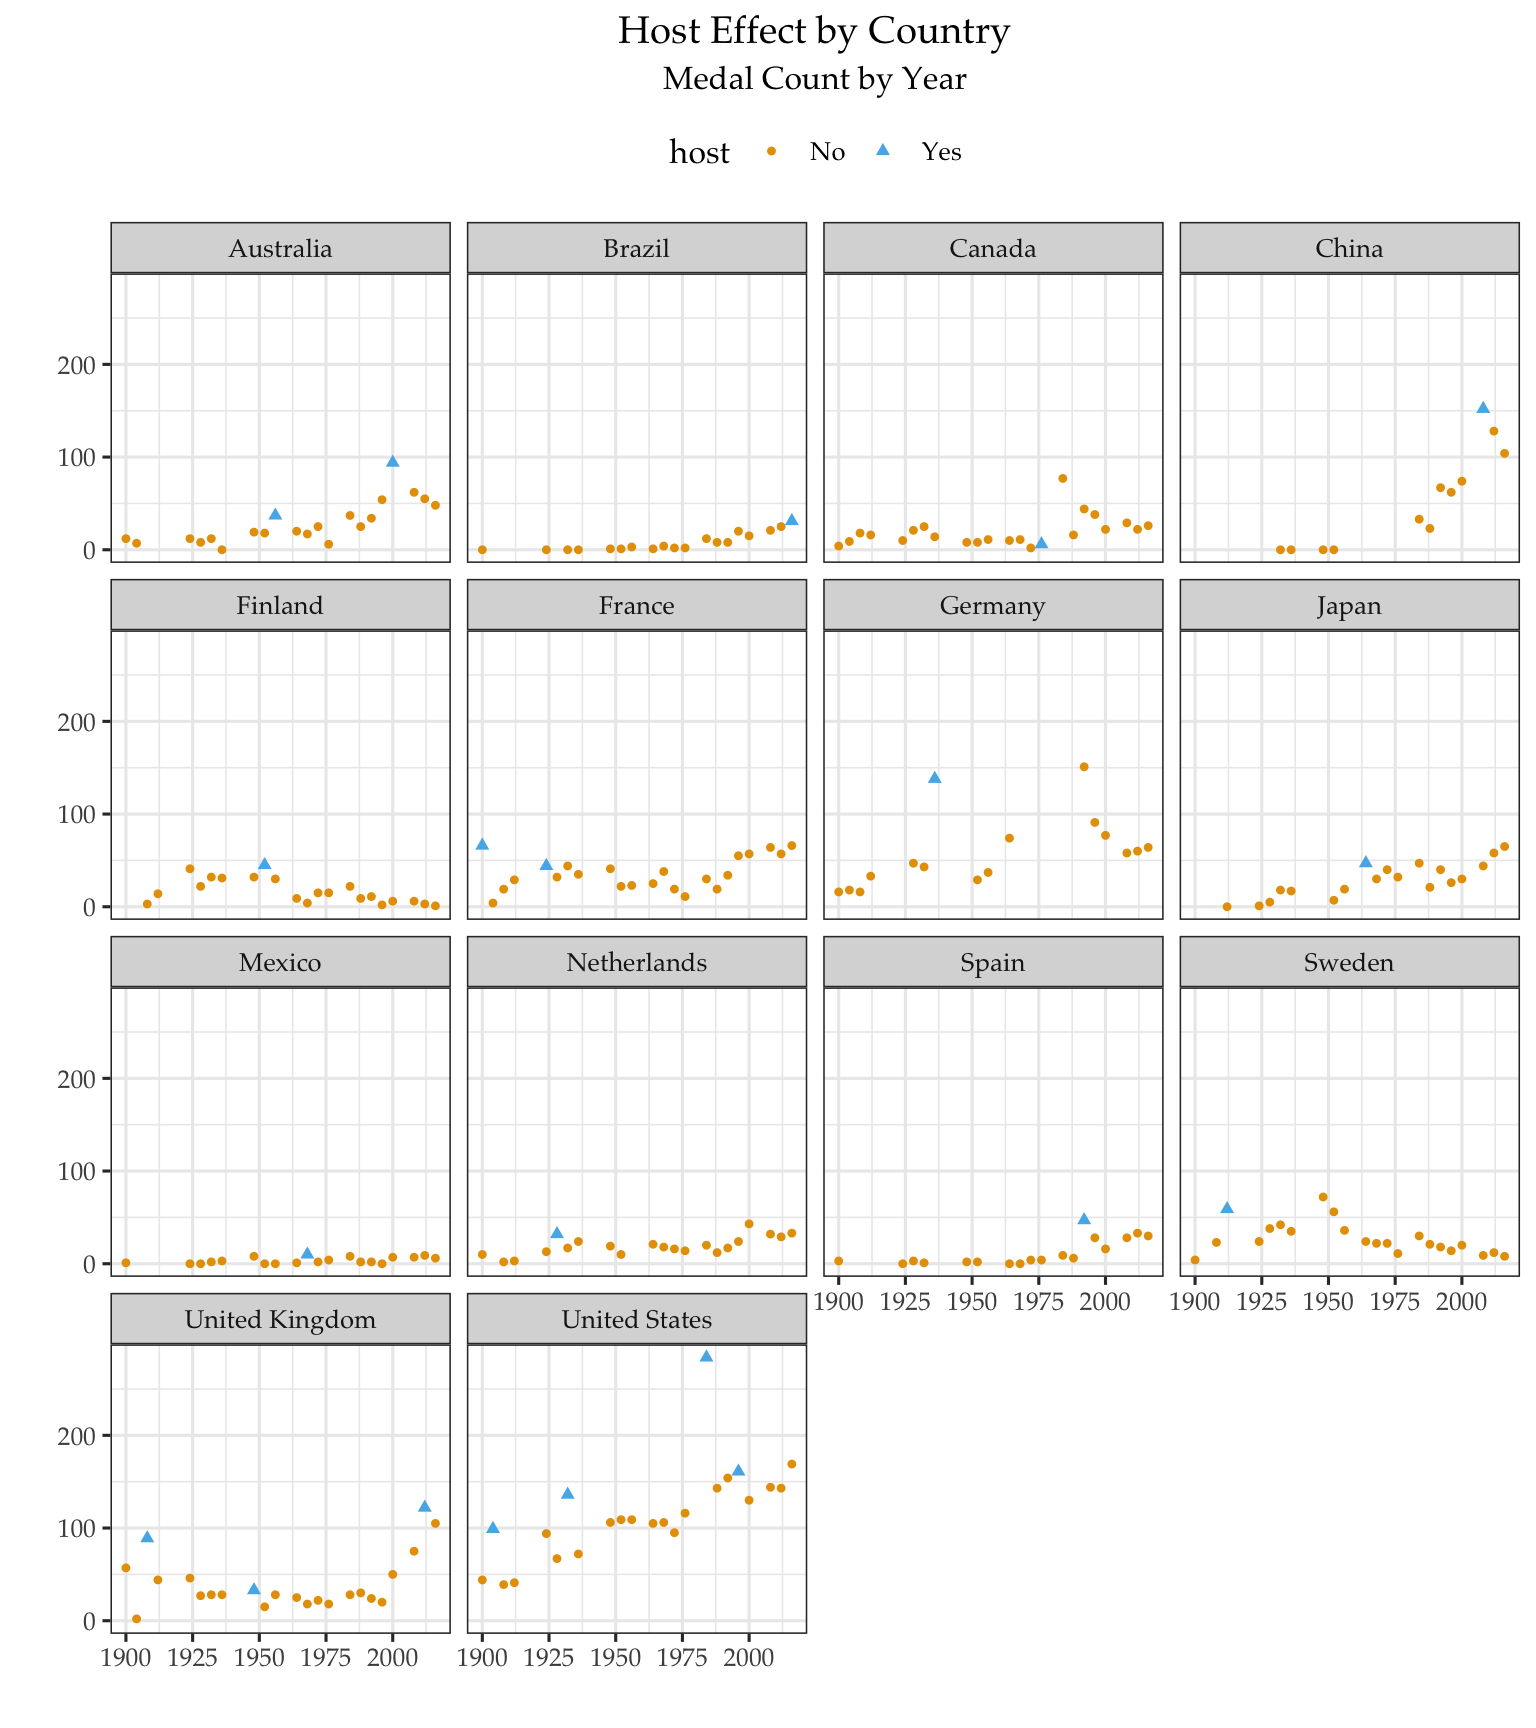 Host Effect by Country
Medal Count by Year
host No Yes
Australia Brazil Canada China
200
100
0
Finland France Germany Japan
200
100
0
Mexico Netherlands Spain Sweden
200
100
0
1900 1925 1950 1975 2000 1900 1925 1950 1975 2000
United Kingdom United States
200
100
0
1900 1925 1950 1975 2000 1900 1925 1950 1975 2000